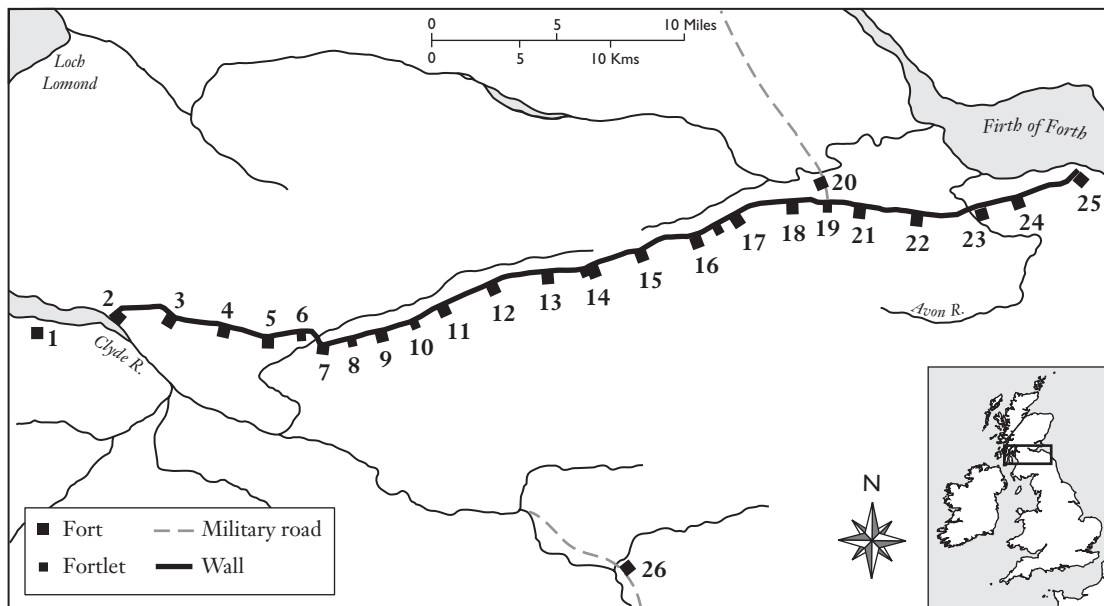 0 5 10 Miles
0 5 10 Kms
Loch
Lomond
Firth of Forth
20
25
24
23
22
21
19
18
17
16
15
14
13
12
11
10
9
8
7
6
5
4
3
2
1
Clyde R.
Avon R.
26
N
Fort
Military road
Fortlet
Wall